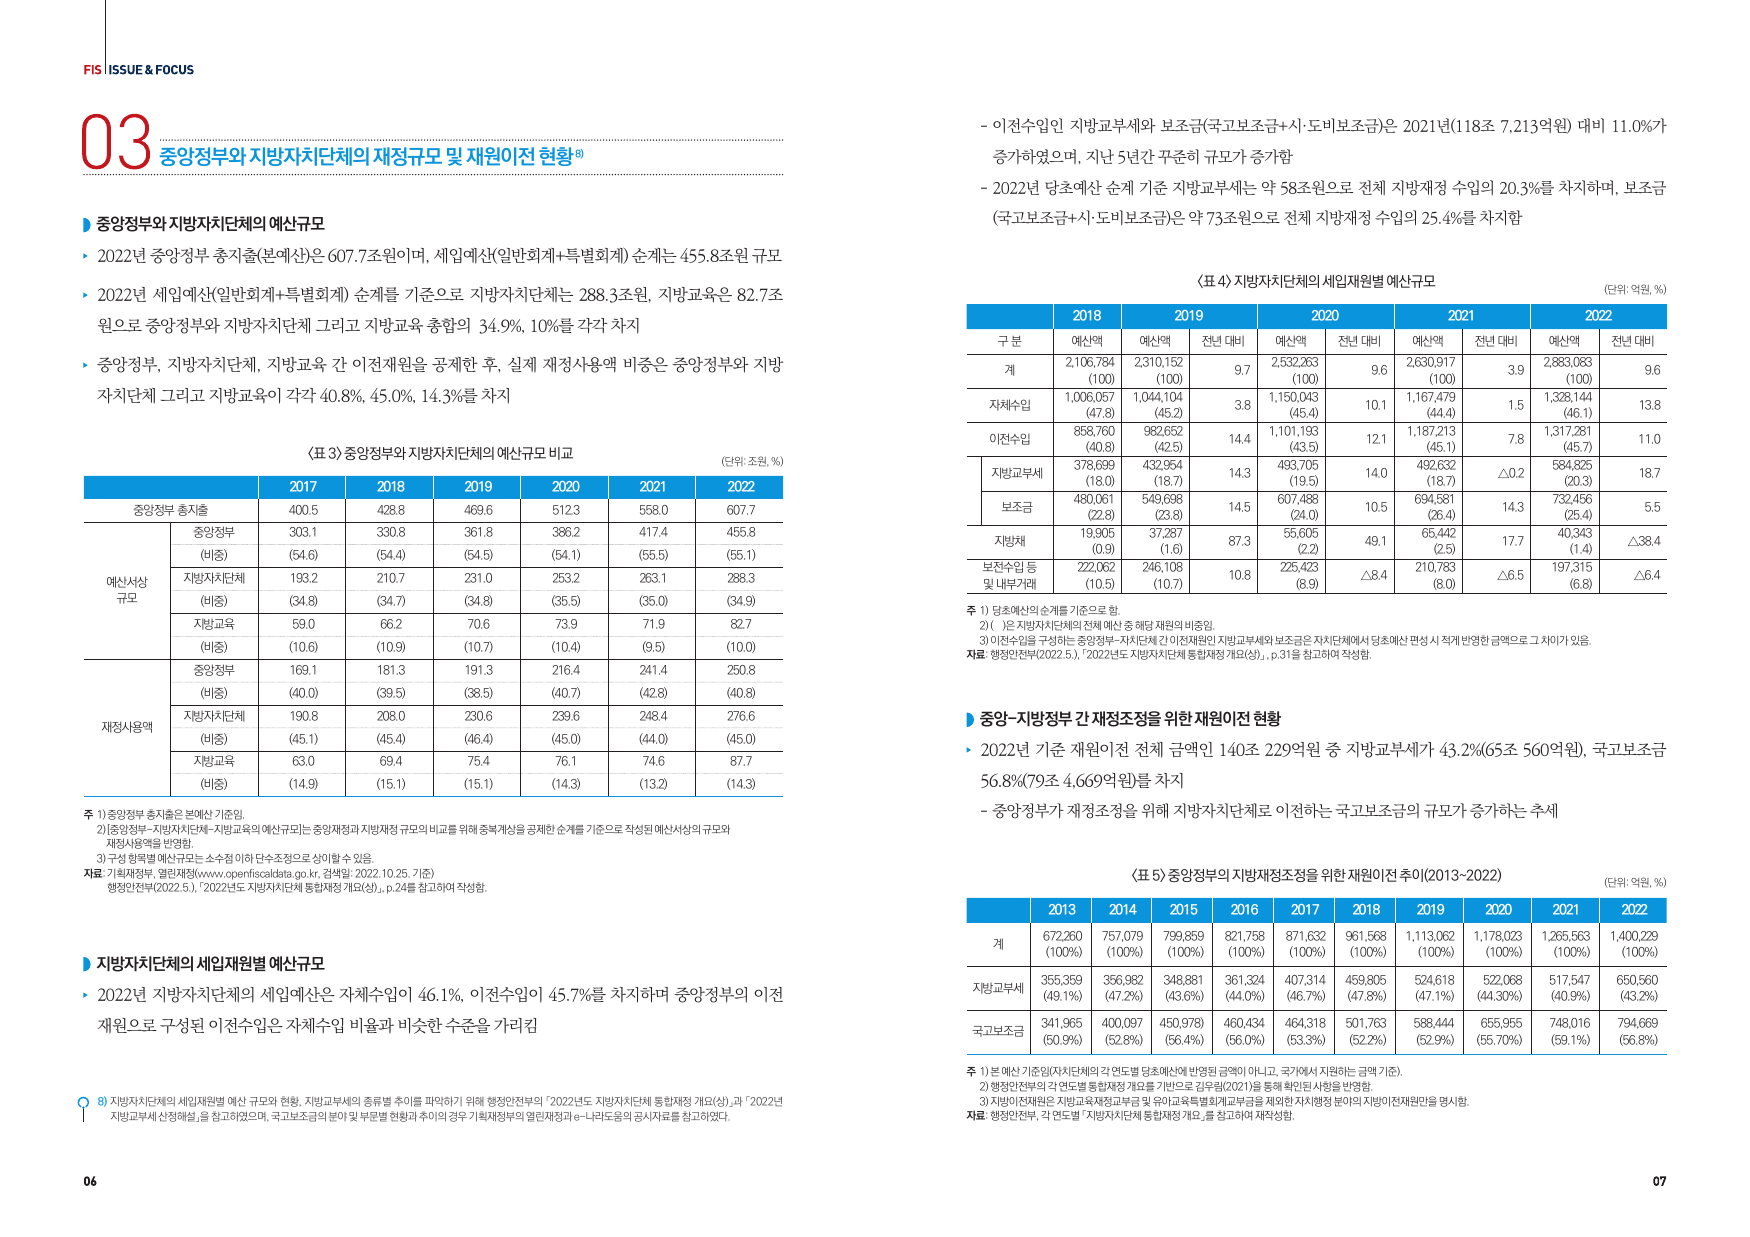 FIS ISSUE & FOCUS
03 중앙정부와 지방자치단체의 재정규모 및 재원이전 현황8)
중앙정부와 지방자치단체의 예산규모
2022년 중앙정부 총지출(본예산)은 607.7조원이며, 세입예산(일반회계+특별회계) 순계는 455.8조원 규모
2022년 세입예산(일반회계+특별회계) 순계를 기준으로 지방자치단체는 288.3조원, 지방교육은 82.7조
원으로 중앙정부와 지방자치단체 그리고 지방교육 총합의 34.9%, 10%를 각각 차지
중앙정부, 지방자치단체, 지방교육 간 이전재원을 공제한 후, 실제 재정사용액 비중은 중앙정부와 지방
자치단체 그리고 지방교육이 각각 40.8%, 45.0%, 14.3%를 차지
〈표 3〉 중앙정부와 지방자치단체의 예산규모 비교
(단위: 조원, %)
2017 2018 2019 2020 2021 2022
중앙정부 총지출 400.5 428.8 469.6 512.3 558.0 607.7
예산서상 규모
중앙정부 303.1 330.8 361.8 386.2 417.4 455.8
(비중) (54.6) (54.4) (54.5) (54.1) (55.5) (55.1)
지방자치단체 193.2 210.7 231.0 253.2 263.1 288.3
(비중) (34.8) (34.7) (34.8) (35.5) (35.0) (34.9)
지방교육 59.0 66.2 70.6 73.9 71.9 82.7
(비중) (10.6) (10.9) (10.7) (10.4) (9.5) (10.0)
재정사용액
중앙정부 169.1 181.3 191.3 216.4 241.4 250.8
(비중) (40.0) (39.5) (38.5) (40.7) (42.8) (40.8)
지방자치단체 190.8 208.0 230.6 239.6 248.4 276.6
(비중) (45.1) (45.4) (46.4) (45.0) (44.0) (45.0)
지방교육 63.0 69.4 75.4 76.1 74.6 87.7
(비중) (14.9) (15.1) (15.1) (14.3) (13.2) (14.3)
주 1) 중앙정부 총지출은 본예산 기준임.
2) [중앙정부-지방자치단체-지방교육의 예산규모]는 중앙재정과 지방재정 규모의 비교를 위해 중복계상을 공제한 순계를 기준으로 작성된 예산서상의 규모와
재정사용액을 반영함.
3) 구성 항목별 예산규모는 소수점 이하 단수조정으로 상이할 수 있음.
자료: 기획재정부, 열린재정(www.openfiscaldata.go.kr, 검색일: 2022.10.25. 기준)
행정안전부(2022.5.), 「2022년도 지방자치단체 통합재정 개요(상)」, p.24를 참고하여 작성함.
지방자치단체의 세입재원별 예산규모
2022년 지방자치단체의 세입예산은 자체수입이 46.1%, 이전수입이 45.7%를 차지하며 중앙정부의 이전
재원으로 구성된 이전수입은 자체수입 비율과 비슷한 수준을 가리킴
8) 지방자치단체의 세입재원별 예산 규모와 현황, 지방교부세의 종류별 추이를 파악하기 위해 행정안전부의 「2022년도 지방자치단체 통합재정 개요(상)」과 「2022년
지방교부세 산정해설」을 참고하였으며, 국고보조금의 분야 및 부문별 현황과 추이의 경우 기획재정부의 열린재정과 e-나라도움의 공시자료를 참고하였다.
06
- 이전수입인 지방교부세와 보조금(국고보조금+시·도비보조금)은 2021년(118조 7,213억원) 대비 11.0%가
증가하였으며, 지난 5년간 꾸준히 규모가 증가함
- 2022년 당초예산 순계 기준 지방교부세는 약 58조원으로 전체 지방재정 수입의 20.3%를 차지하며, 보조금
(국고보조금+시·도비보조금)은 약 73조원으로 전체 지방재정 수입의 25.4%를 차지함
〈표 4〉 지방자치단체의 세입재원별 예산규모
(단위: 억원, %)
2018 2019 2020 2021 2022
구 분 예산액 예산액 전년 대비 예산액 전년 대비 예산액 전년 대비 예산액 전년 대비
계 2,106,784 (100) 2,310,152 (100) 9.7 2,532,263 (100) 9.6 2,630,917 (100) 3.9 2,883,083 (100) 9.6
자체수입 1,006,057 (47.8) 1,044,104 (45.2) 3.8 1,150,043 (45.4) 10.1 1,167,479 (44.4) 1.5 1,328,144 (46.1) 13.8
이전수입 858,760 (40.8) 982,652 (42.5) 14.4 1,101,193 (43.5) 12.1 1,187,213 (45.1) 7.8 1,317,281 (45.7) 11.0
지방교부세 378,699 (18.0) 432,954 (18.7) 14.3 493,705 (19.5) 14.0 492,632 (18.7) △0.2 584,825 (20.3) 18.7
보조금 480,061 (22.8) 549,698 (23.8) 14.5 607,488 (24.0) 10.5 694,581 (26.4) 14.3 732,456 (25.4) 5.5
지방채 19,905 (0.9) 37,287 (1.6) 87.3 55,605 (2.2) 49.1 65,442 (2.5) 17.7 40,343 (1.4) △38.4
보전수입 등 및 내부거래 222,062 (10.5) 246,108 (10.7) 10.8 225,423 (8.9) △8.4 210,783 (8.0) △6.5 197,315 (6.8) △6.4
주 1) 당초예산의 순계를 기준으로 함.
2) ( )은 지방자치단체의 전체 예산 중 해당 재원의 비중임.
3) 이전수입을 구성하는 중앙정부-자치단체 간 이전재원인 지방교부세와 보조금은 자치단체에서 당초예산 편성 시 적게 반영한 금액으로 그 차이가 있음.
자료: 행정안전부(2022.5.), 「2022년도 지방자치단체 통합재정 개요(상)」, p.31을 참고하여 작성함.
중앙-지방정부 간 재정조정을 위한 재원이전 현황
2022년 기준 재원이전 전체 금액인 140조 229억원 중 지방교부세가 43.2%(65조 560억원), 국고보조금
56.8%(79조 4,669억원)를 차지
- 중앙정부가 재정조정을 위해 지방자치단체로 이전하는 국고보조금의 규모가 증가하는 추세
〈표 5〉 중앙정부의 지방재정조정을 위한 재원이전 추이(2013~2022)
(단위: 억원, %)
2013 2014 2015 2016 2017 2018 2019 2020 2021 2022
계 672,260 757,079 799,859 821,758 871,632 961,568 1,113,062 1,178,023 1,265,563 1,400,229
(100%) (100%) (100%) (100%) (100%) (100%) (100%) (100%) (100%) (100%)
지방교부세 355,359 356,982 348,881 361,324 407,314 459,805 524,618 522,068 517,547 650,560
(49.1%) (47.2%) (43.6%) (44.0%) (46.7%) (47.8%) (47.1%) (44.30%) (40.9%) (43.2%)
국고보조금 341,965 400,097 450,978) 460,434 464,318 501,763 588,444 655,955 748,016 794,669
(50.9%) (52.8%) (56.4%) (56.0%) (53.3%) (52.2%) (52.9%) (55.70%) (59.1%) (56.8%)
주 1) 본 예산 기준임(자치단체의 각 연도별 당초예산에 반영된 금액이 아니고, 국가에서 지원하는 금액 기준).
2) 행정안전부의 각 연도별 통합재정 개요를 기반으로 김우림(2021)을 통해 확인된 사항을 반영함.
3) 지방이전재원은 지방교육재정교부금 및 유아교육특별회계교부금을 제외한 자치행정 분야의 지방이전재원만을 명시함.
자료: 행정안전부, 각 연도별 「지방자치단체 통합재정 개요」를 참고하여 재작성함.
07